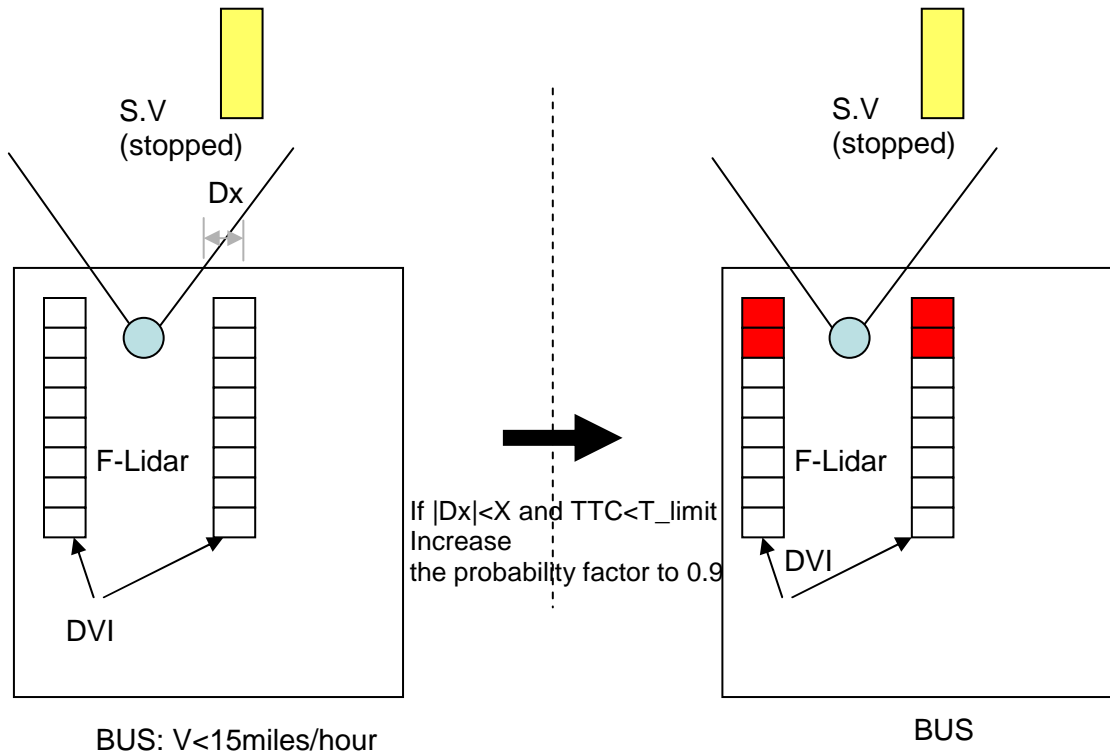 S.V
(stopped)
Dx
F-Lidar
DVI
BUS: V<15miles/hour
If |Dx|<X and TTC<T_limit
Increase
the probability factor to 0.9
S.V
(stopped)
F-Lidar
DVI
BUS